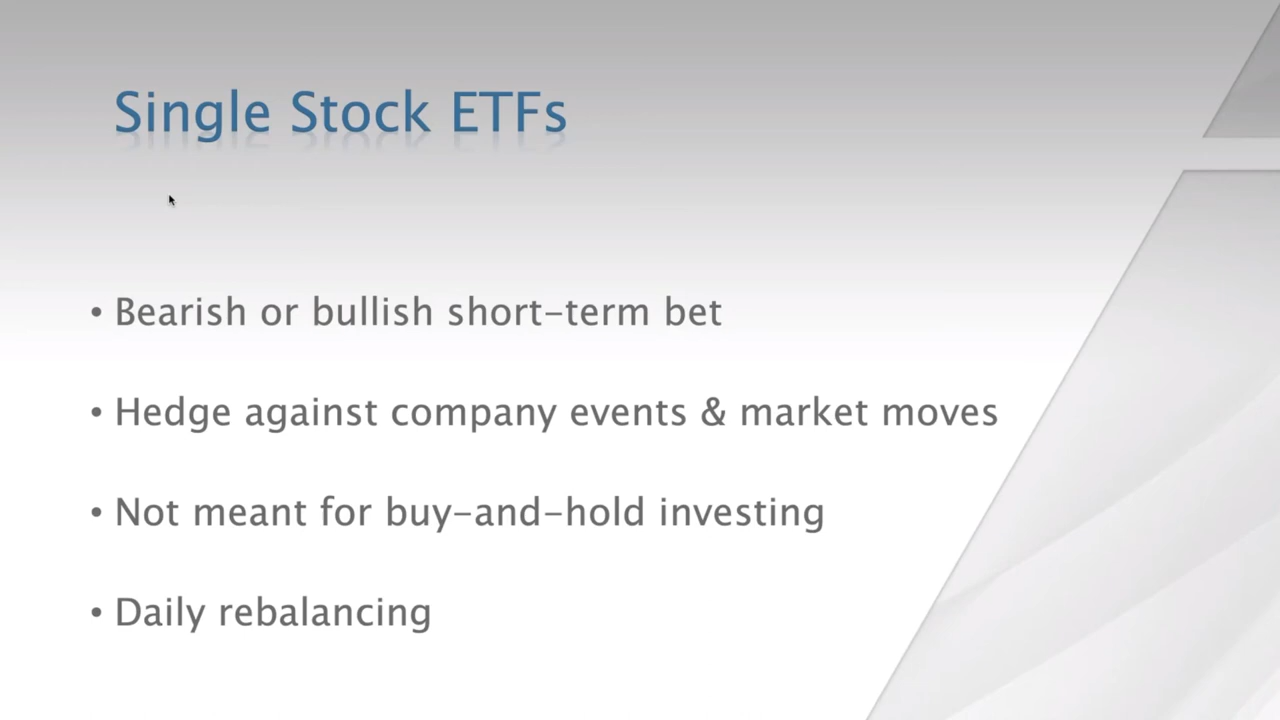 Single Stock ETFs
• Bearish or bullish short-term bet
• Hedge against company events & market moves
• Not meant for buy-and-hold investing
• Daily rebalancing